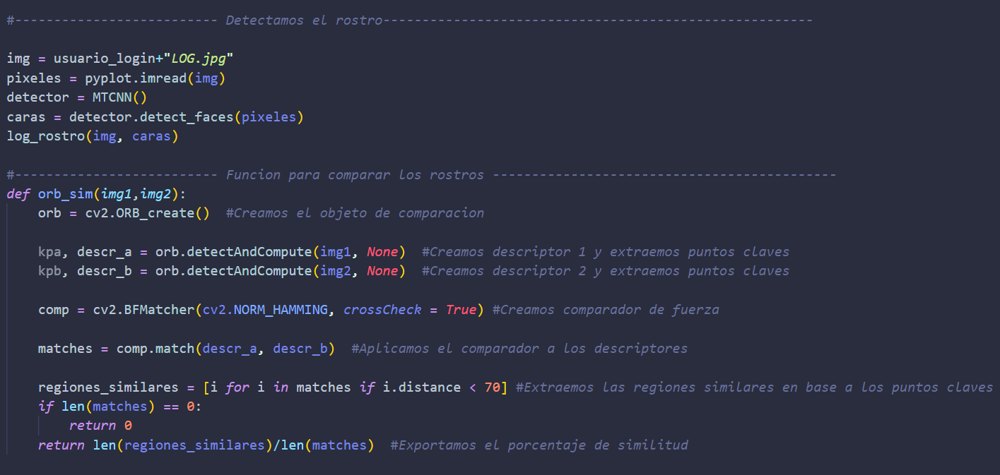 #-------------------------- Detectamos el rostro-------------------------------------------------------
img = usuario_login+"LOG.jpg"
pixeles = pyplot.imread(img)
detector = MTCNN()
caras = detector.detect_faces(pixeles)
log_rostro(img, caras)
#-------------------------- Funcion para comparar los rostros --------------------------------------------
def orb_sim(img1,img2):
    orb = cv2.ORB_create()  #Creamos el objeto de comparacion
    kpa, descr_a = orb.detectAndCompute(img1, None)  #Creamos descriptor 1 y extraemos puntos claves
    kpb, descr_b = orb.detectAndCompute(img2, None)  #Creamos descriptor 2 y extraemos puntos claves
    comp = cv2.BFMatcher(cv2.NORM_HAMMING, crossCheck = True) #Creamos comparador de fuerza
    matches = comp.match(descr_a, descr_b)  #Aplicamos el comparador a los descriptores
    regiones_similares = [i for i in matches if i.distance < 70] #Extraemos las regiones similares en base a los puntos claves
    if len(matches) == 0:
        return 0
    return len(regiones_similares)/len(matches)  #Exportamos el porcentaje de similitud